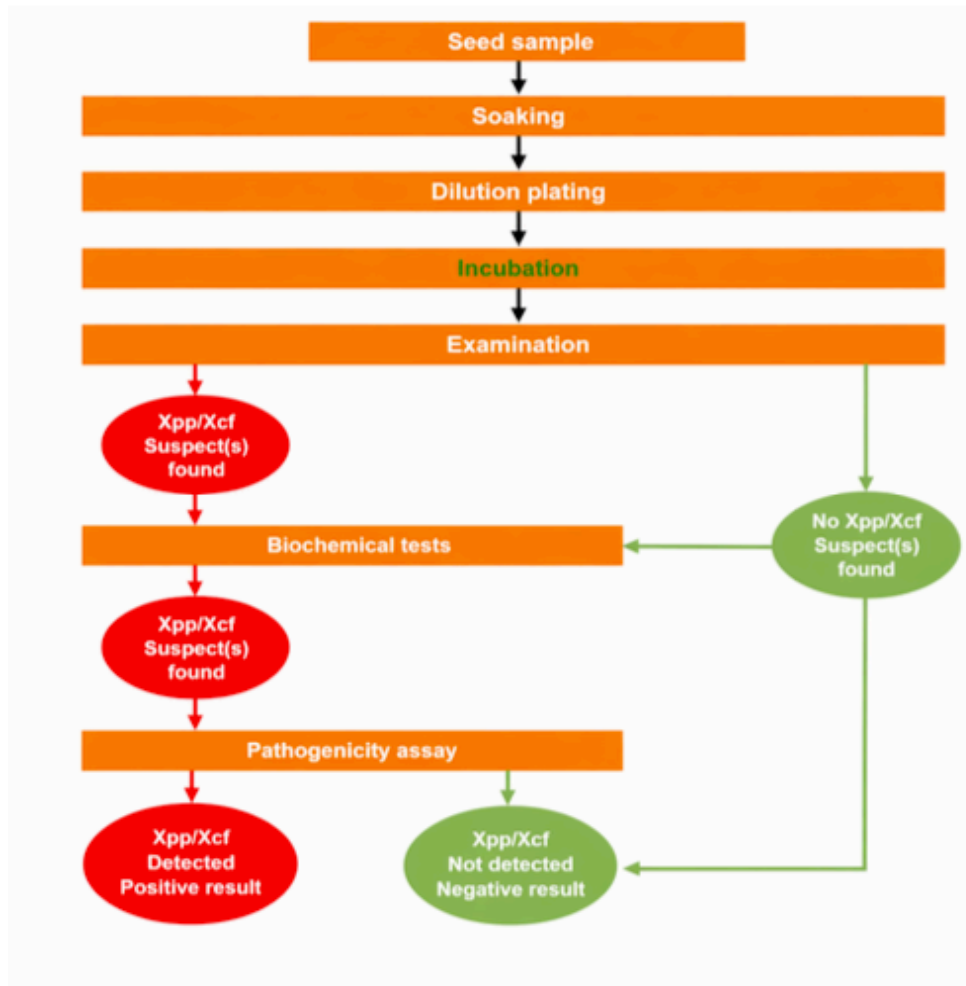 Seed sample
Soaking
Dilution plating
Incubation
Examination
Xpp/Xcf
Suspect(s)
found
No Xpp/Xcf
Suspect(s)
found
Biochemical tests
Xpp/Xcf
Suspect(s)
found
Pathogenicity assay
Xpp/Xcf
Detected
Positive result
Xpp/Xcf
Not detected
Negative result